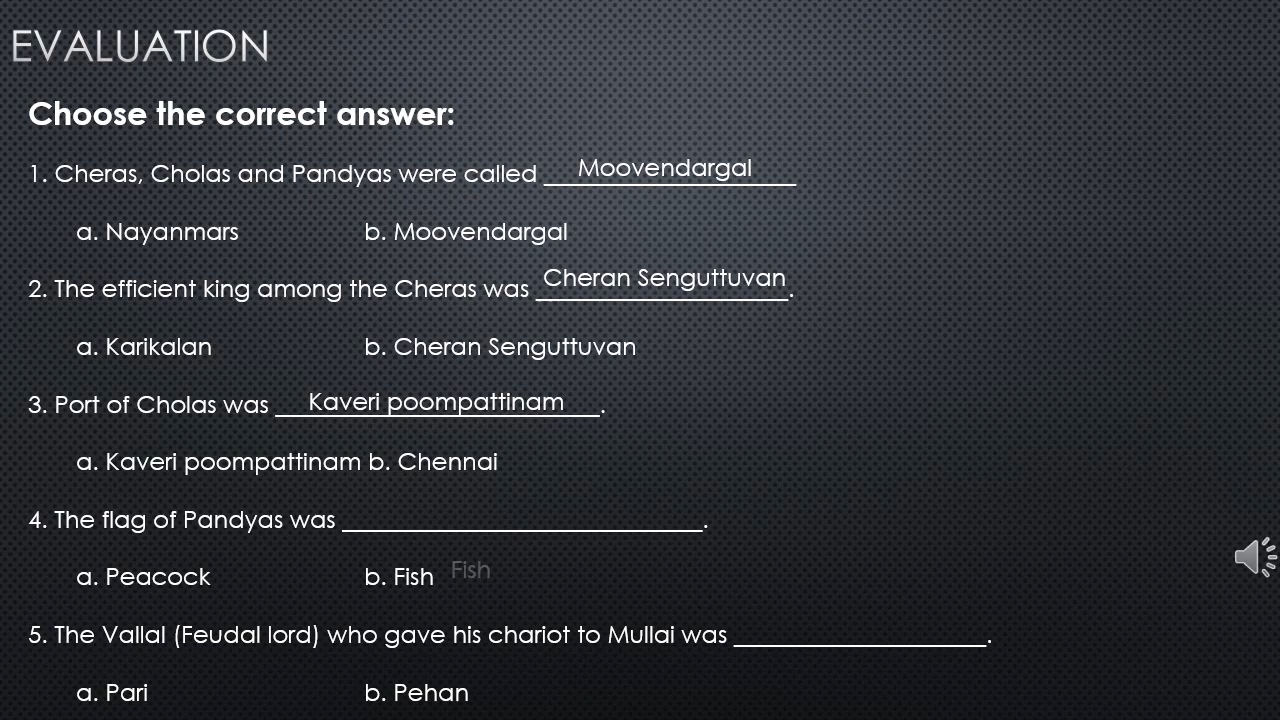 EVALUATION
Choose the correct answer:
1. Cheras, Cholas and Pandyas were called ____________________ Moovendargal
a. Nayanmars b. Moovendargal
2. The efficient king among the Cheras was ____________________. Cheran Senguttuvan
a. Karikalan b. Cheran Senguttuvan
3. Port of Cholas was ____________________. Kaveri poompattinam
a. Kaveri poompattinam b. Chennai
4. The flag of Pandyas was ____________________.
a. Peacock b. Fish Fish
5. The Vallal (Feudal lord) who gave his chariot to Mullai was ____________________.
a. Pari b. Pehan